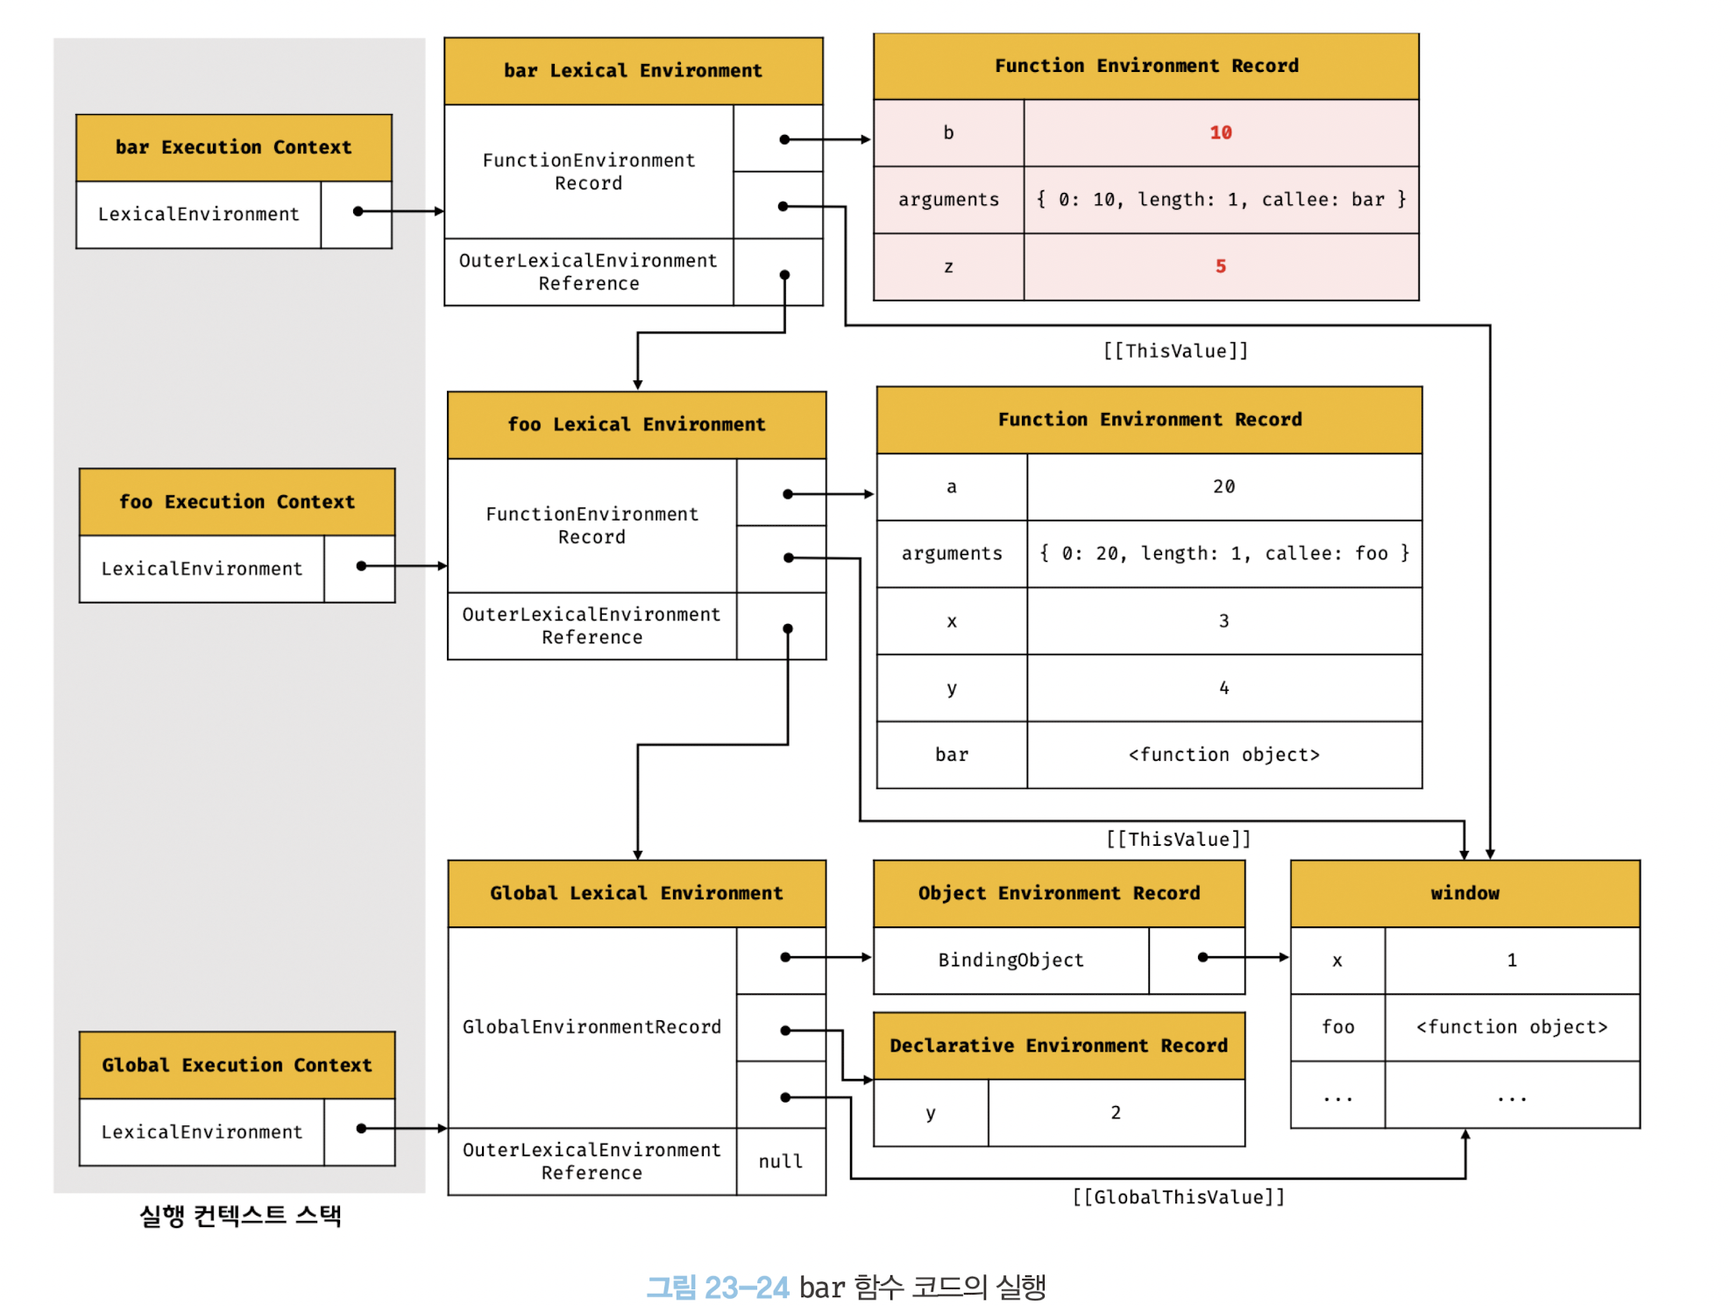 bar Lexical Environment
Function Environment Record
bar Execution Context
LexicalEnvironment
FunctionEnvironment
Record
OuterLexicalEnvironment
Reference
b
10
arguments
{ 0: 10, length: 1, callee: bar }
z
5
[[ThisValue]]
foo Lexical Environment
Function Environment Record
foo Execution Context
LexicalEnvironment
FunctionEnvironment
Record
OuterLexicalEnvironment
Reference
a
20
arguments
{ 0: 20, length: 1, callee: foo }
x
3
y
4
bar
<function object>
[[ThisValue]]
Global Lexical Environment
Object Environment Record
window
BindingObject
x
1
GlobalEnvironmentRecord
foo
<function object>
Global Execution Context
Declarative Environment Record
LexicalEnvironment
y
2
...
...
OuterLexicalEnvironment
Reference
null
[[GlobalThisValue]]
실행 컨텍스트 스택
그림 23-24 bar 함수 코드의 실행